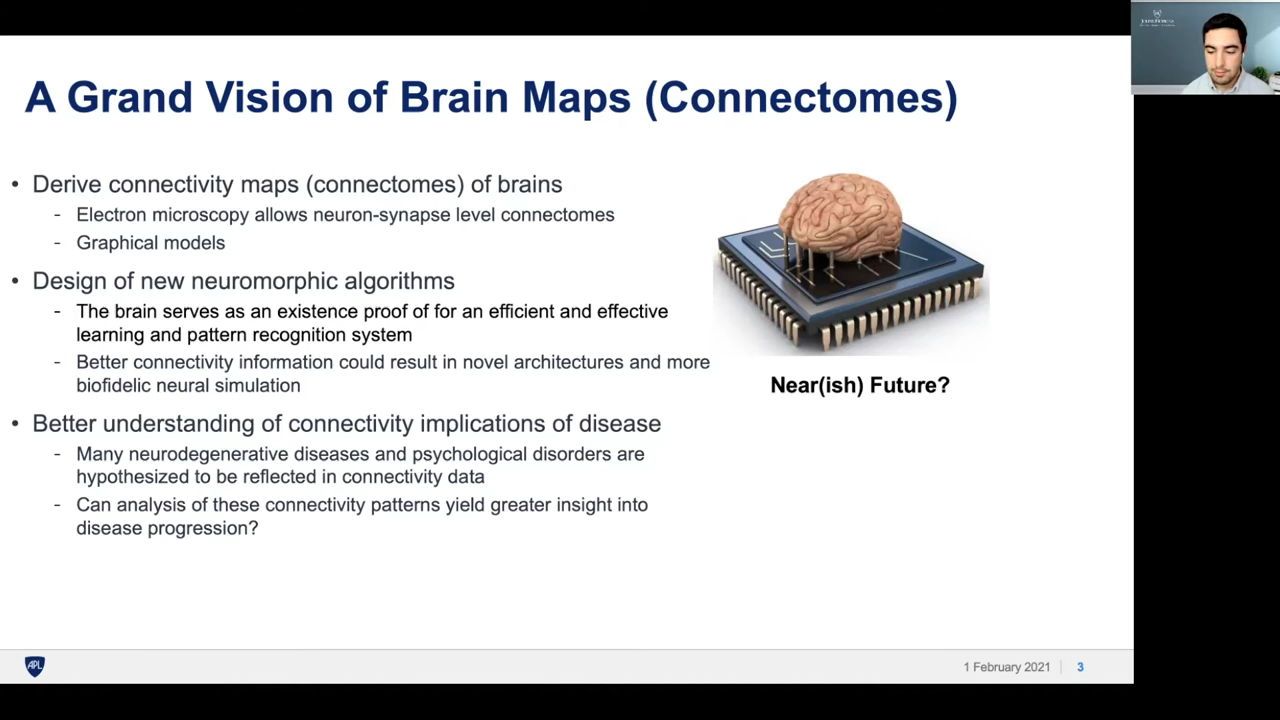 A Grand Vision of Brain Maps (Connectomes)
• Derive connectivity maps (connectomes) of brains
- Electron microscopy allows neuron-synapse level connectomes
- Graphical models
• Design of new neuromorphic algorithms
- The brain serves as an existence proof of for an efficient and effective
learning and pattern recognition system
- Better connectivity information could result in novel architectures and more
biofidelic neural simulation
• Better understanding of connectivity implications of disease
- Many neurodegenerative diseases and psychological disorders are
hypothesized to be reflected in connectivity data
- Can analysis of these connectivity patterns yield greater insight into
disease progression?
Near(ish) Future?
APL
1 February 2021
3